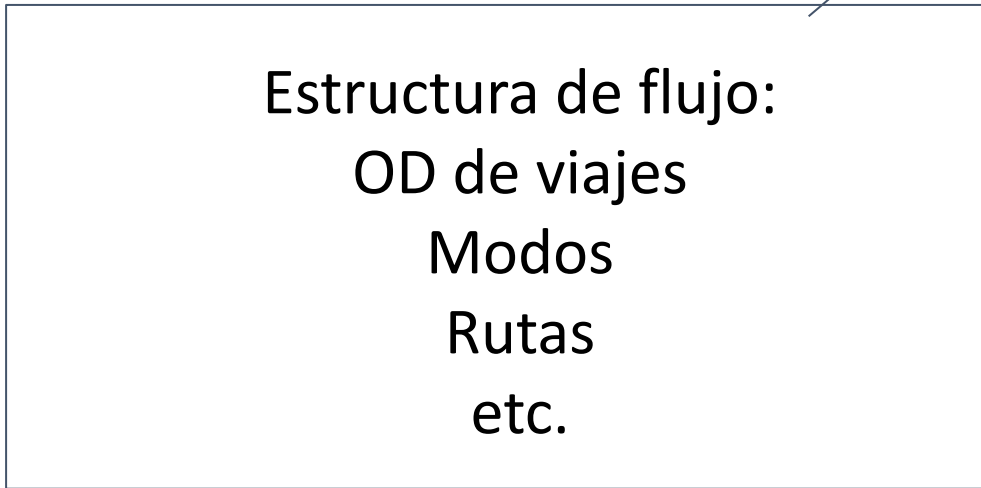 Estructura de flujo:
OD de viajes
Modos
Rutas
etc.